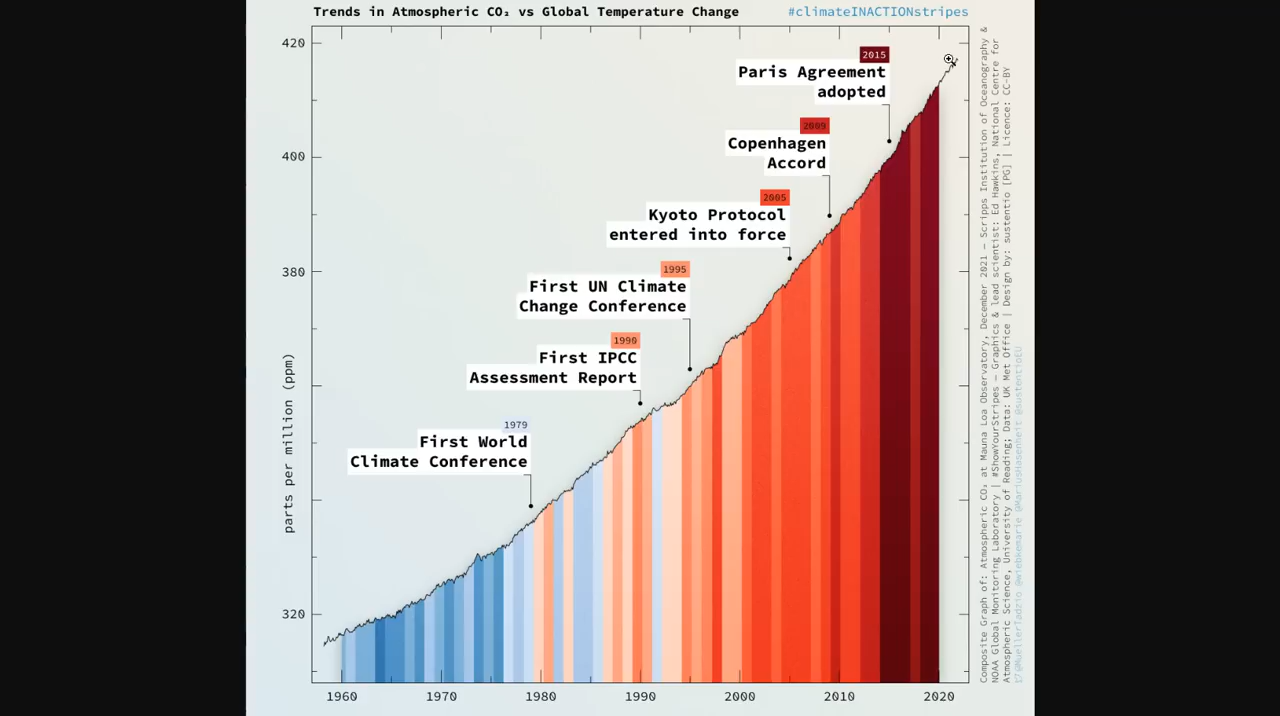 Trends in Atmospheric CO₂ vs Global Temperature Change
#climateINACTIONstripes
420
400
380
320
parts per million (ppm)
2015
Paris Agreement
adopted
2009
Copenhagen
Accord
2005
Kyoto Protocol
entered into force
1995
First UN Climate
Change Conference
1990
First IPCC
Assessment Report
1979
First World
Climate Conference
1960
1970
1980
1990
2000
2010
2020
Composite Graph of: Atmospheric CO₂ at Mauna Loa Observatory, December 2021 – Scripps Institution of Oceanography &
NOAA Global Monitoring Laboratory | #ShowYourStripes – Graphics & lead scientist: Ed Hawkins, National Centre for
Atmospheric Science, University of Reading; Data: UK Met Office | Design by: sustentio [PG] | Licence: CC-BY
@MuellerTadzio @wiebkemarie @MariusHasenheit @sustentioEU